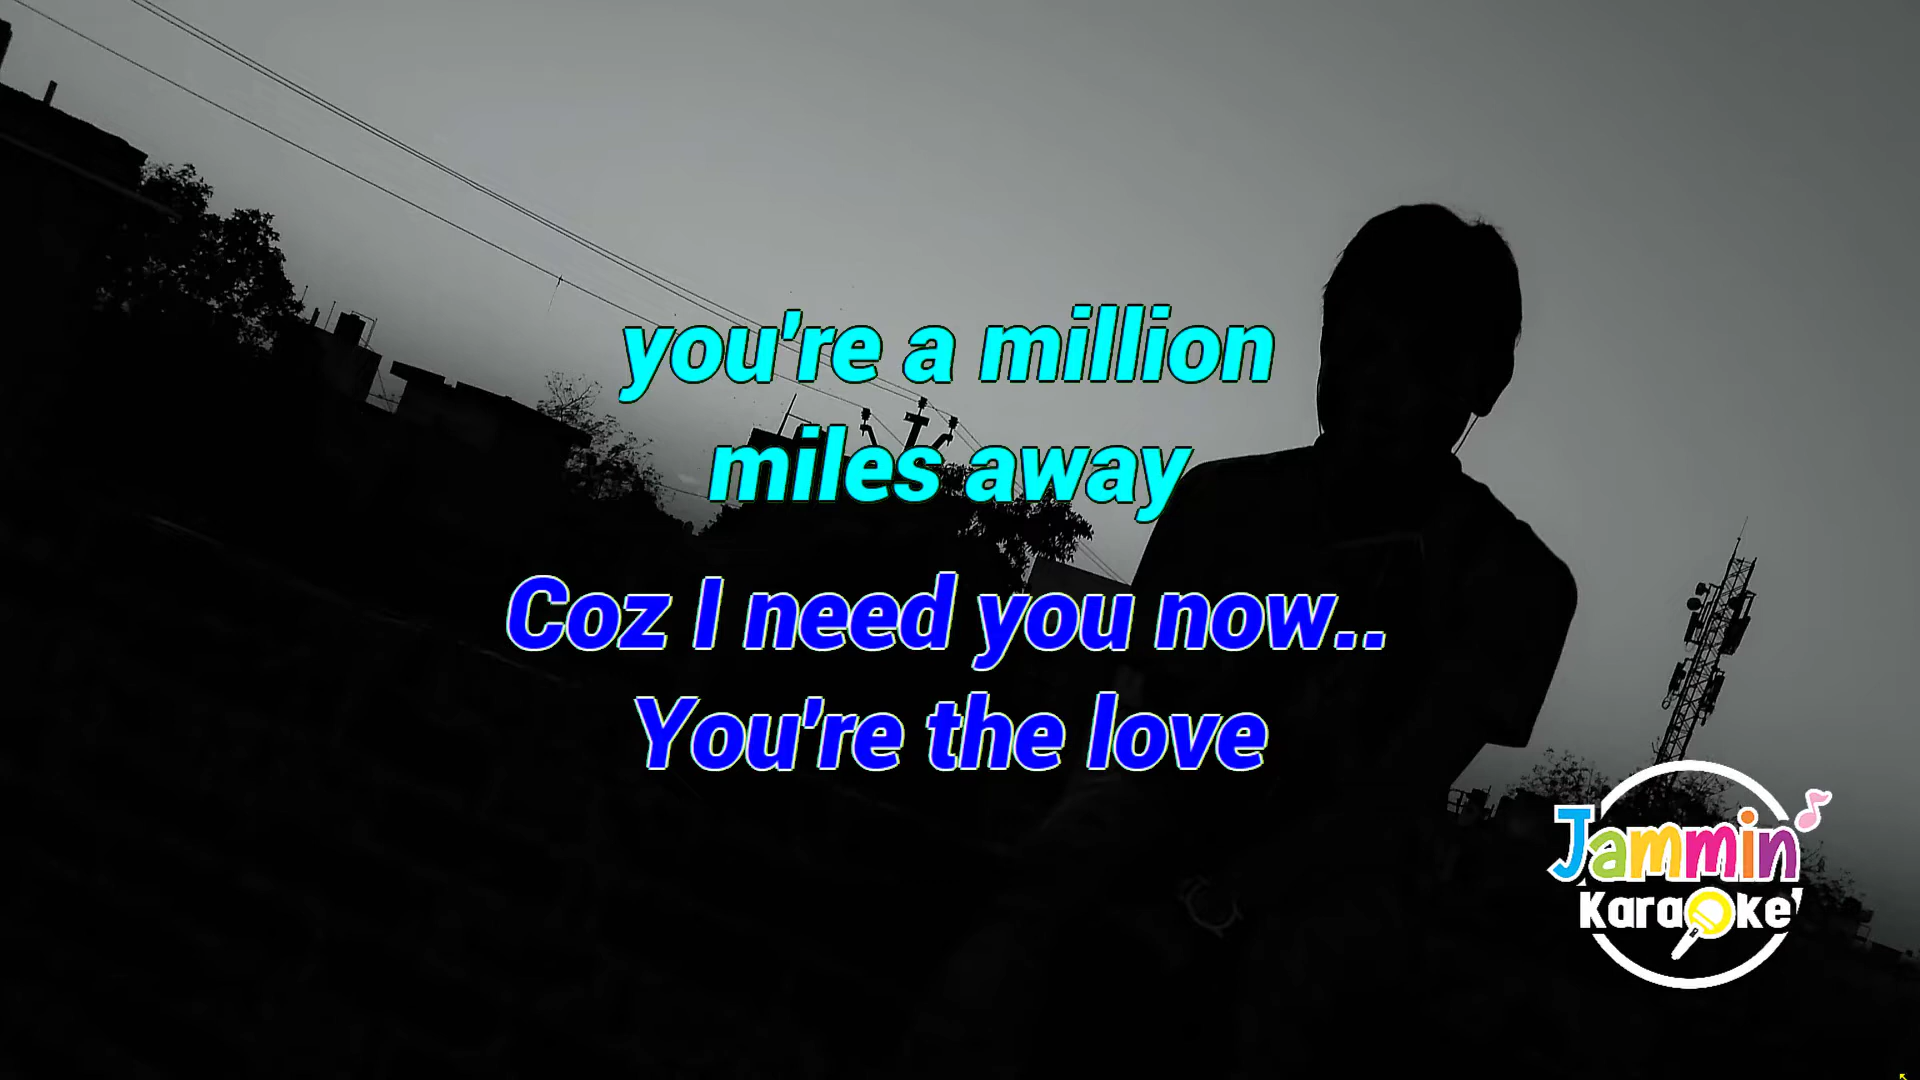 you're a million
miles away
Coz I need you now..
You're the love
Jammin'
Karaoke